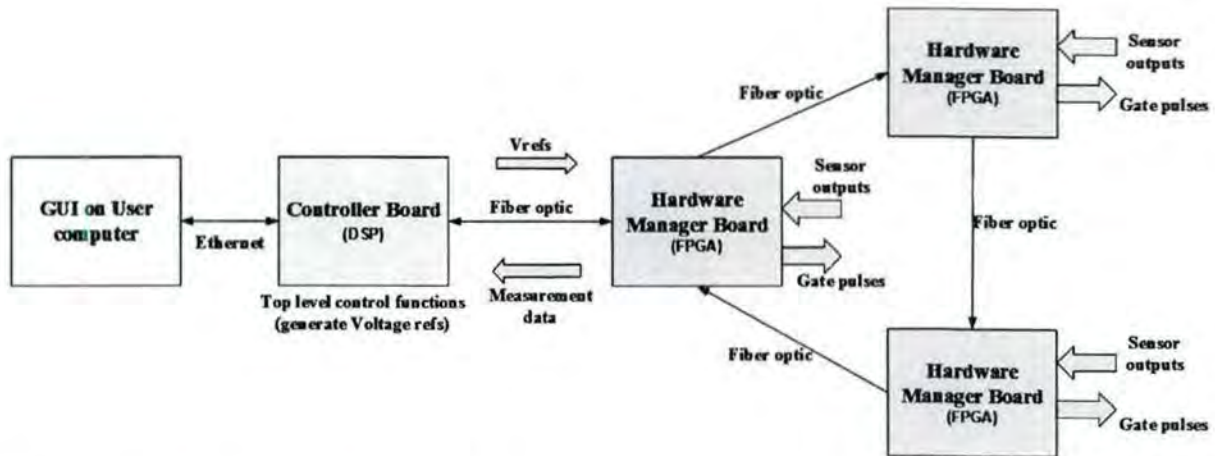 GUI on User
computer
Ethernet
Controller Board
(DSP)
Top level control functions
(generate Voltage refs)
Vrefs
Fiber optic
Measurement
data
Hardware
Manager Board
(FPGA)
Sensor
outputs
Gate pulses
Fiber optic
Hardware
Manager Board
(FPGA)
Sensor
outputs
Gate pulses
Fiber optic
Fiber optic
Hardware
Manager Board
(FPGA)
Sensor
outputs
Gate pulses